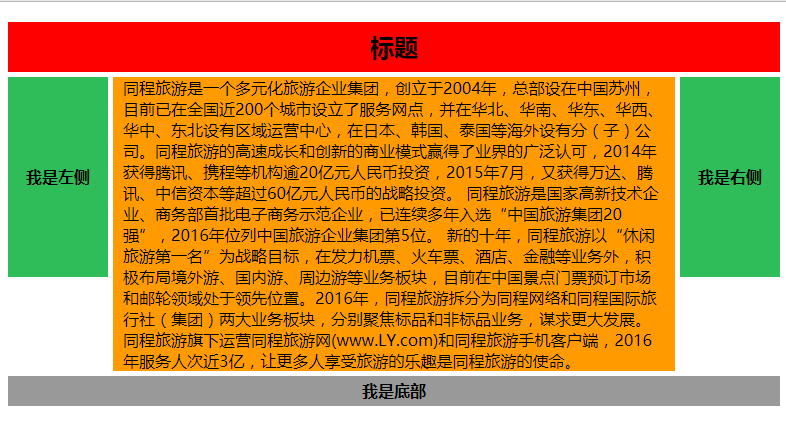 标题
我是左侧
同程旅游是一个多元化旅游企业集团，创立于2004年，总部设在中国苏州，
目前已在全国近200个城市设立了服务网点，并在华北、华南、华东、华西、
华中、东北设有区域运营中心，在日本、韩国、泰国等海外设有分（子）公
司。同程旅游的高速成长和创新的商业模式赢得了业界的广泛认可，2014年
获得腾讯、携程等机构逾20亿元人民币投资，2015年7月，又获得万达、腾
讯、中信资本等超过60亿元人民币的战略投资。 同程旅游是国家高新技术企
业、商务部首批电子商务示范企业，已连续多年入选“中国旅游集团20
强”，2016年位列中国旅游企业集团第5位。 新的十年，同程旅游以“休闲
旅游第一名”为战略目标，在发力机票、火车票、酒店、金融等业务外，积
极布局境外游、国内游、周边游等业务板块，目前在中国景点门票预订市场
和邮轮领域处于领先位置。2016年，同程旅游拆分为同程网络和同程国际旅
行社（集团）两大业务板块，分别聚焦标品和非标品业务，谋求更大发展。
同程旅游旗下运营同程旅游网(www.LY.com)和同程旅游手机客户端，2016
年服务人次近3亿，让更多人享受旅游的乐趣是同程旅游的使命。
我是右侧
我是底部